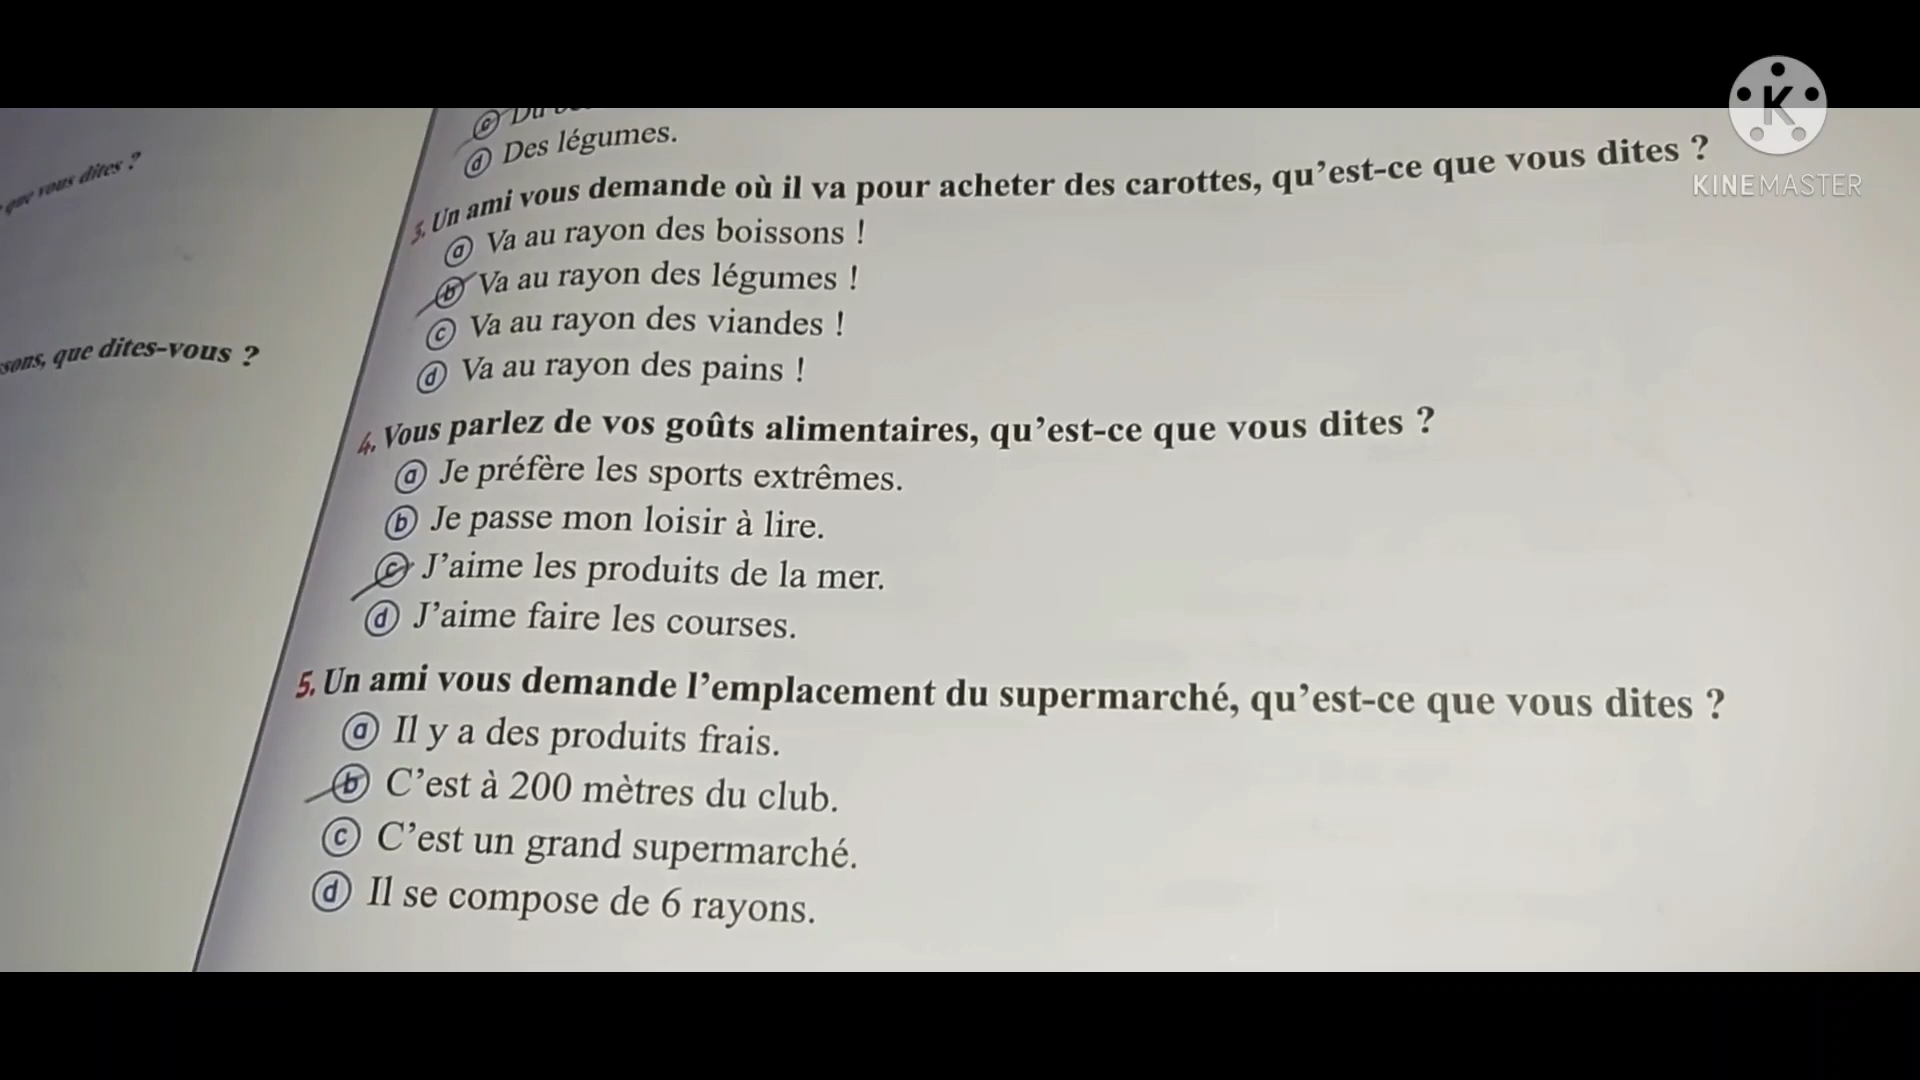 que vous dites ?
sons, que dites-vous ?
c Du
d Des légumes.
3. Un ami vous demande où il va pour acheter des carottes, qu'est-ce que vous dites ?
a Va au rayon des boissons !
b Va au rayon des légumes !
c Va au rayon des viandes !
d Va au rayon des pains !
4. Vous parlez de vos goûts alimentaires, qu'est-ce que vous dites ?
a Je préfère les sports extrêmes.
b Je passe mon loisir à lire.
c J'aime les produits de la mer.
d J'aime faire les courses.
5. Un ami vous demande l'emplacement du supermarché, qu'est-ce que vous dites ?
a Il y a des produits frais.
b C'est à 200 mètres du club.
c C'est un grand supermarché.
d Il se compose de 6 rayons.
K
KINEMASTER